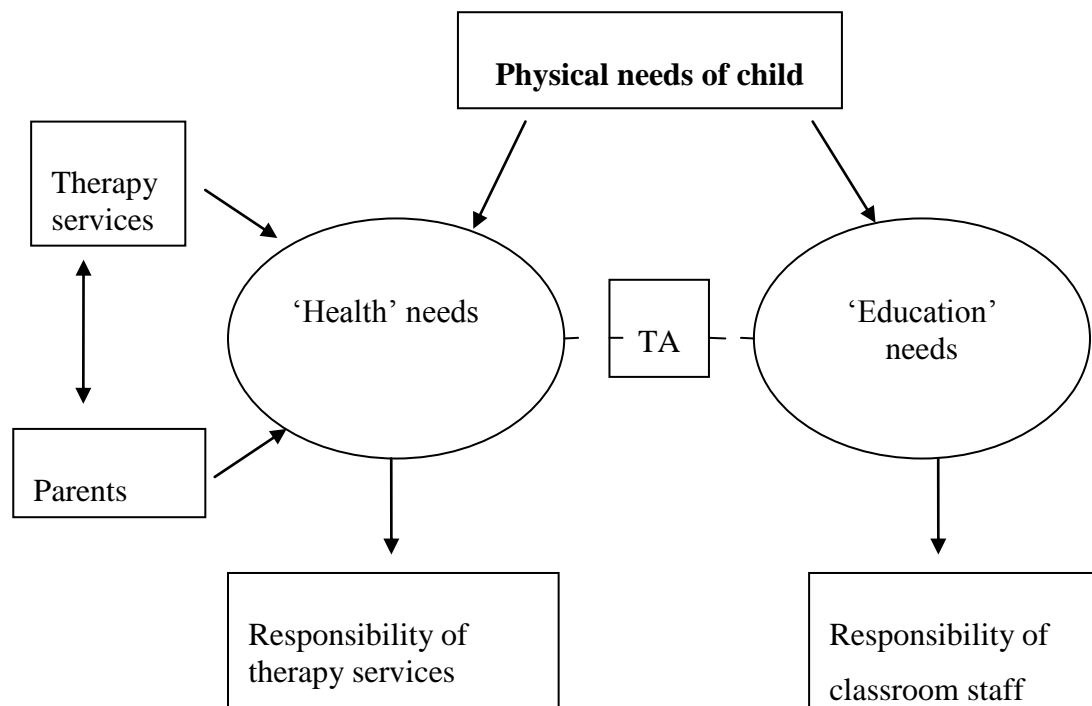 Physical needs of child
Therapy
services
‘Health’ needs
TA
‘Education’
needs
Parents
Responsibility of
therapy services
Responsibility of
classroom staff